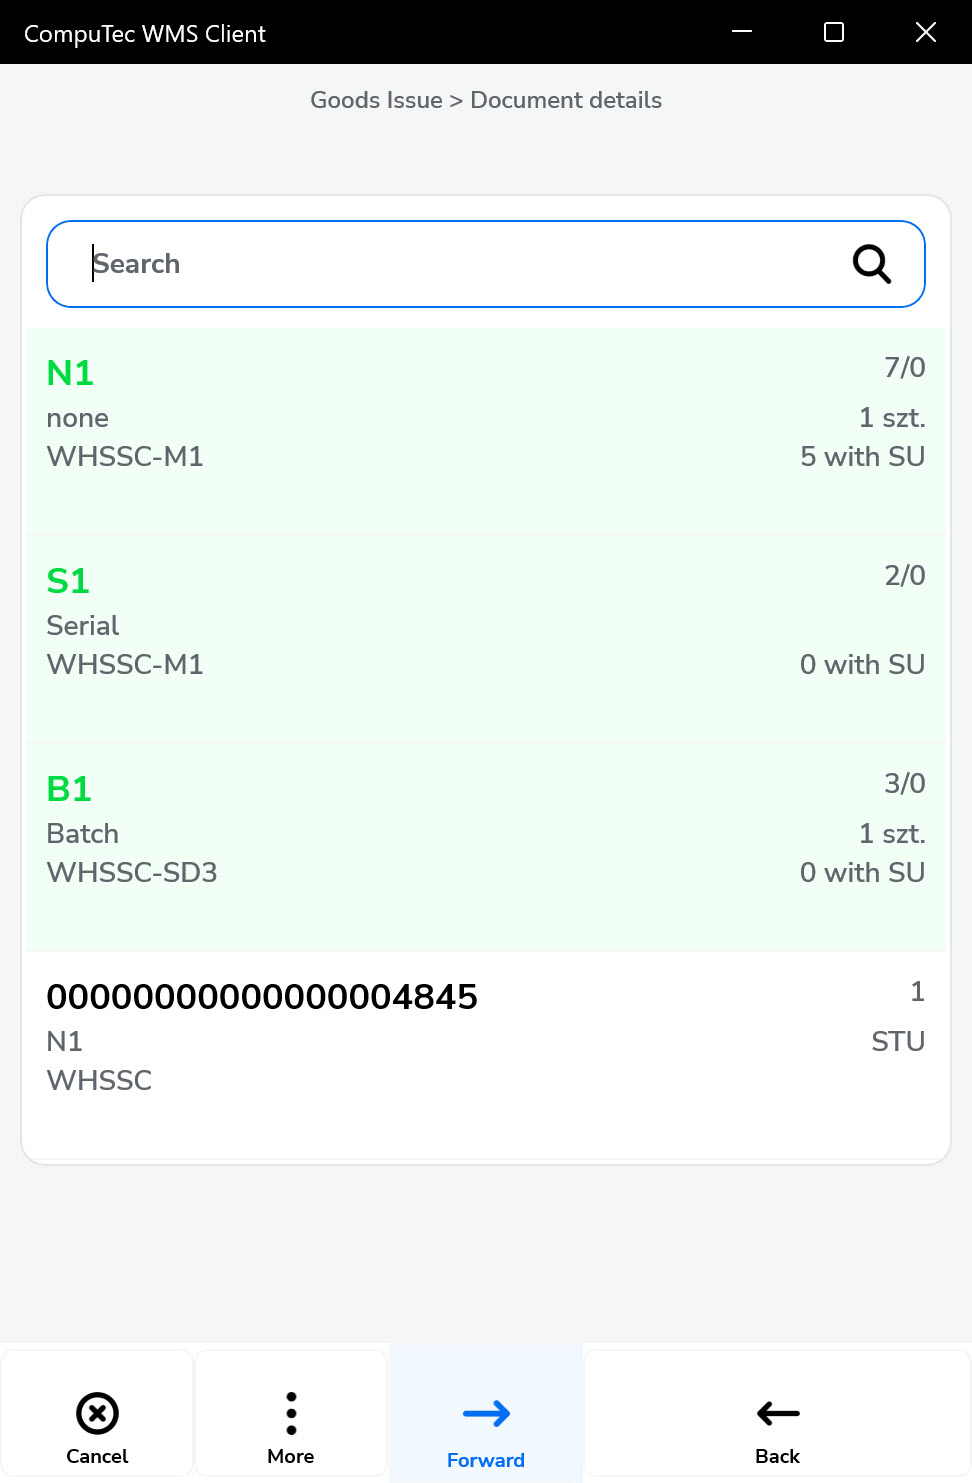 CompuTec WMS Client
Goods Issue > Document details
Search
N1 7/0
none 1 szt.
WHSSC-M1 5 with SU
S1 2/0
Serial
WHSSC-M1 0 with SU
B1 3/0
Batch 1 szt.
WHSSC-SD3 0 with SU
00000000000000004845 1
N1 STU
WHSSC
Cancel More Forward Back